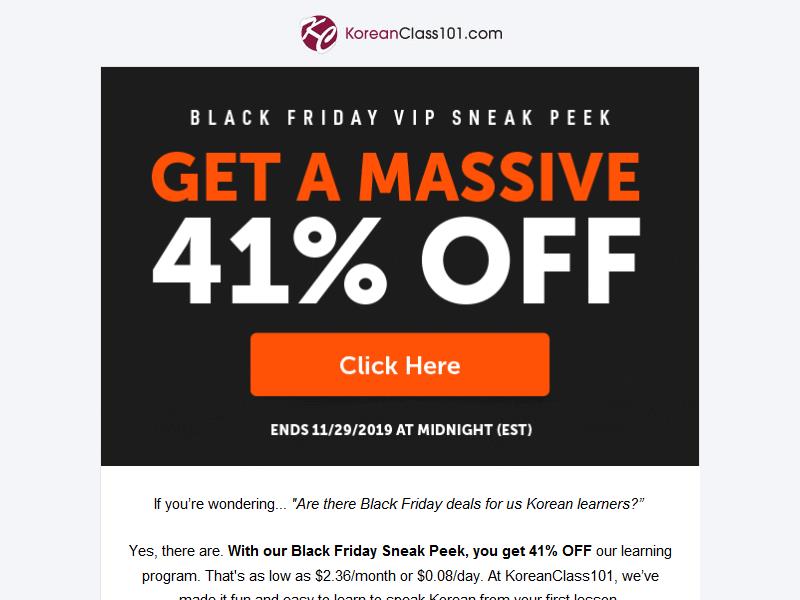 KoreanClass101.com
BLACK FRIDAY VIP SNEAK PEEK
GET A MASSIVE
41% OFF
Click Here
ENDS 11/29/2019 AT MIDNIGHT (EST)
If you’re wondering... "Are there Black Friday deals for us Korean learners?”
Yes, there are. With our Black Friday Sneak Peek, you get 41% OFF our learning
program. That's as low as $2.36/month or $0.08/day. At KoreanClass101, we’ve
made it fun and easy to learn to speak Korean from your first lesson